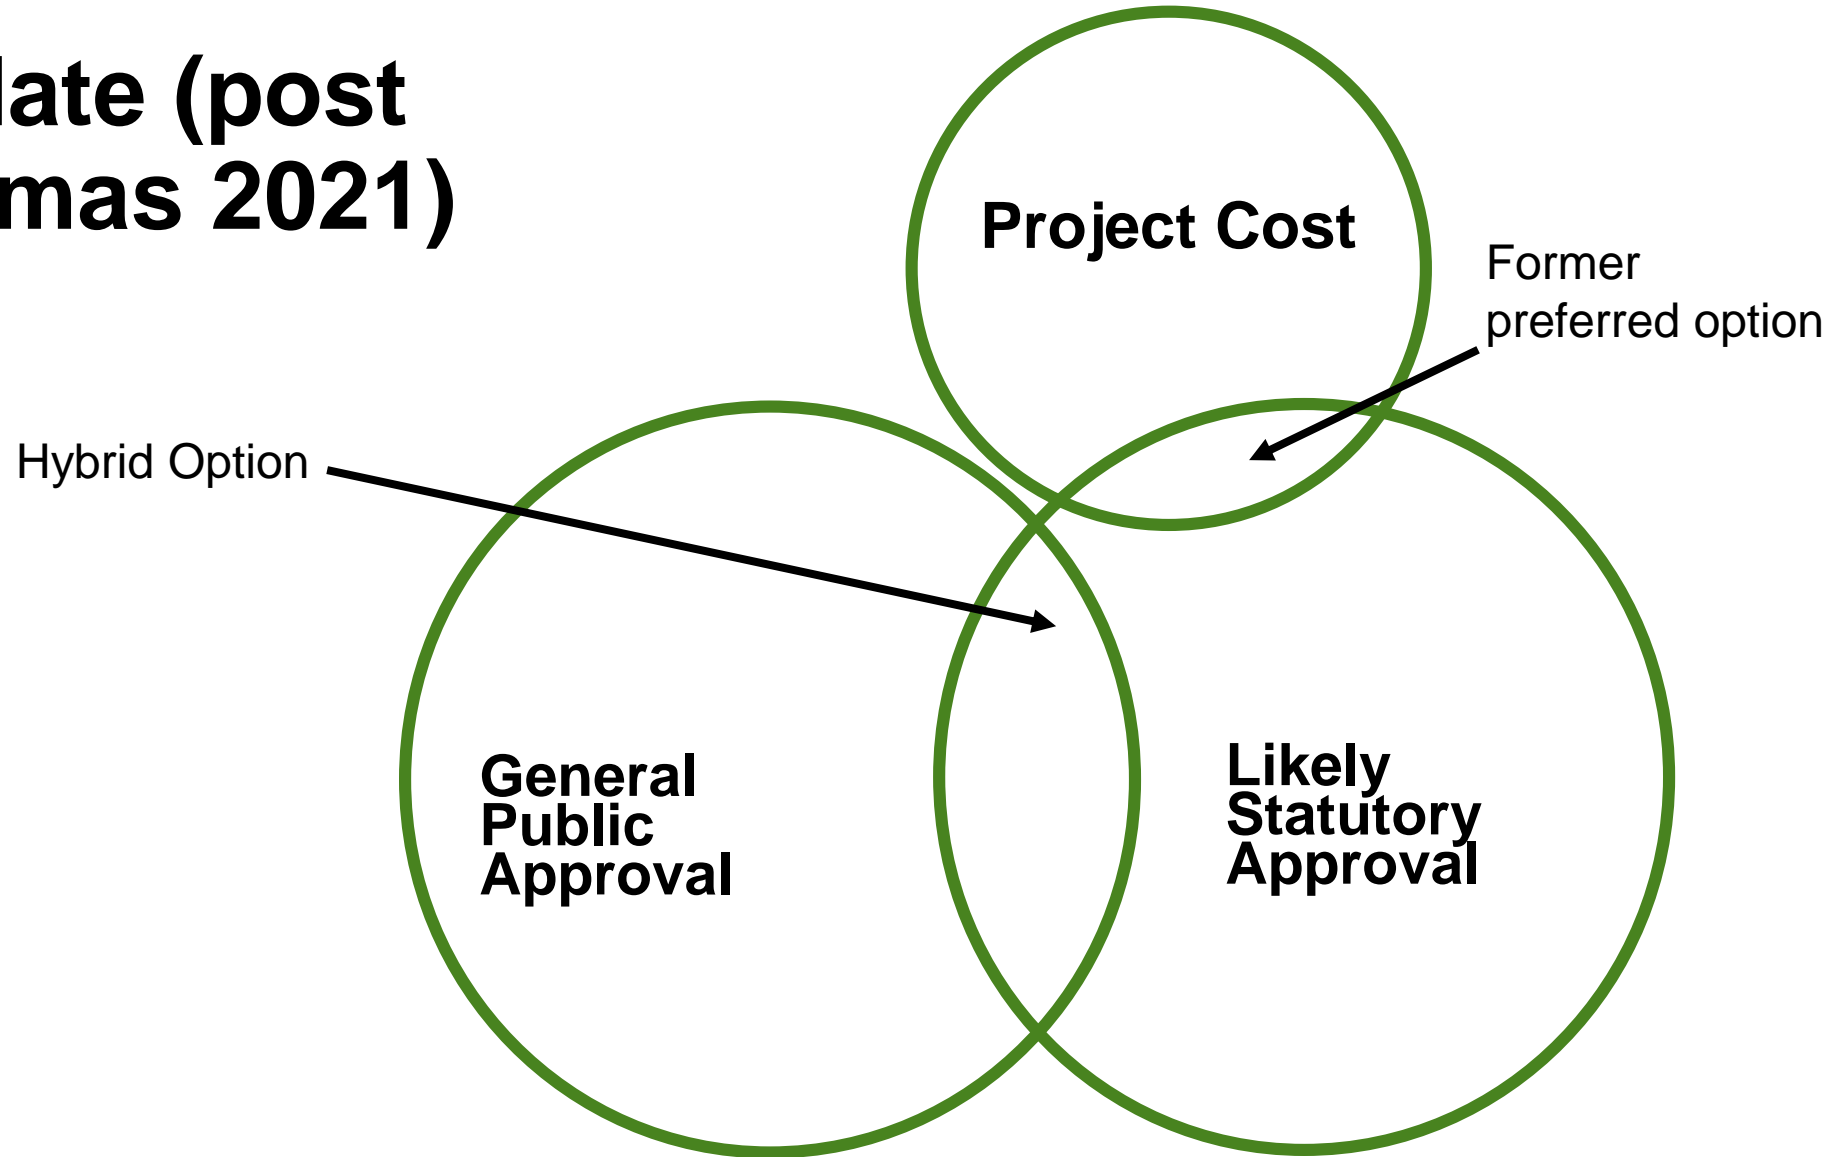 late (post
mas 2021)
Project Cost
Former
preferred option
Hybrid Option
General
Public
Approval
Likely
Statutory
Approval